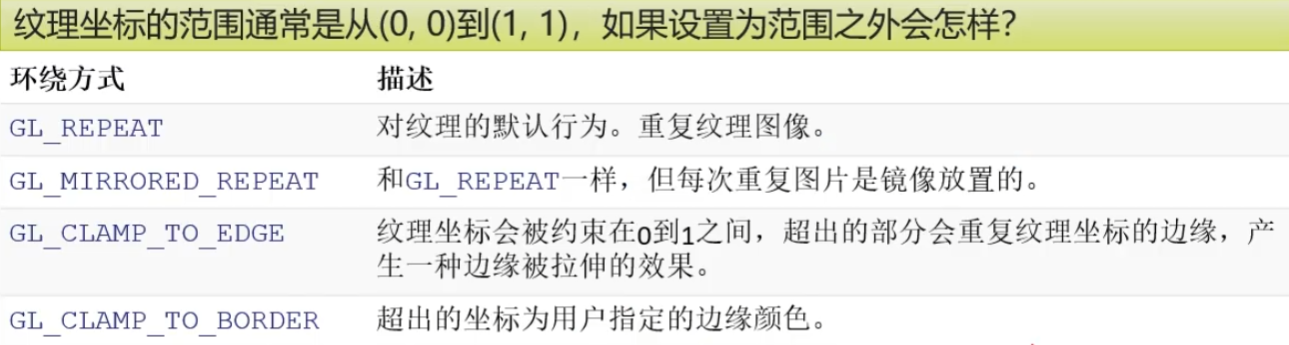 纹理坐标的范围通常是从(0, 0)到(1, 1)，如果设置为范围之外会怎样？
环绕方式 描述
GL_REPEAT 对纹理的默认行为。重复纹理图像。
GL_MIRRORED_REPEAT 和GL_REPEAT一样，但每次重复图片是镜像放置的。
GL_CLAMP_TO_EDGE 纹理坐标会被约束在0到1之间，超出的部分会重复纹理坐标的边缘，产
生一种边缘被拉伸的效果。
GL_CLAMP_TO_BORDER 超出的坐标为用户指定的边缘颜色。